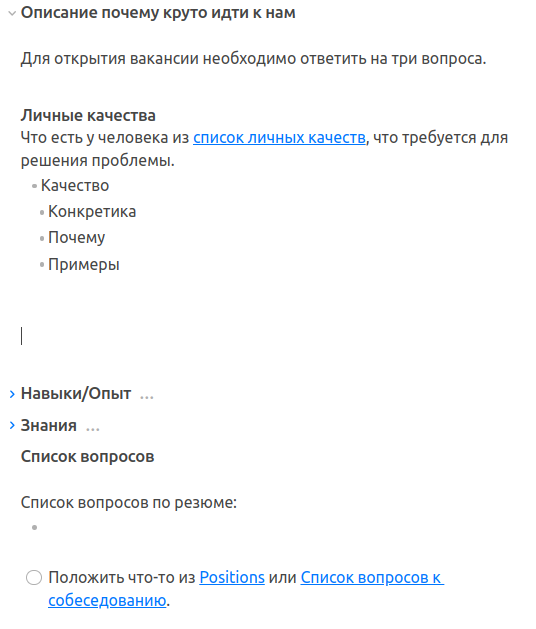 Описание почему круто идти к нам
Для открытия вакансии необходимо ответить на три вопроса.
Личные качества
Что есть у человека из список личных качеств, что требуется для
решения проблемы.
Качество
Конкретика
Почему
Примеры
Навыки/Опыт ...
Знания ...
Список вопросов
Список вопросов по резюме:
Положить что-то из Positions или Список вопросов к
собеседованию.